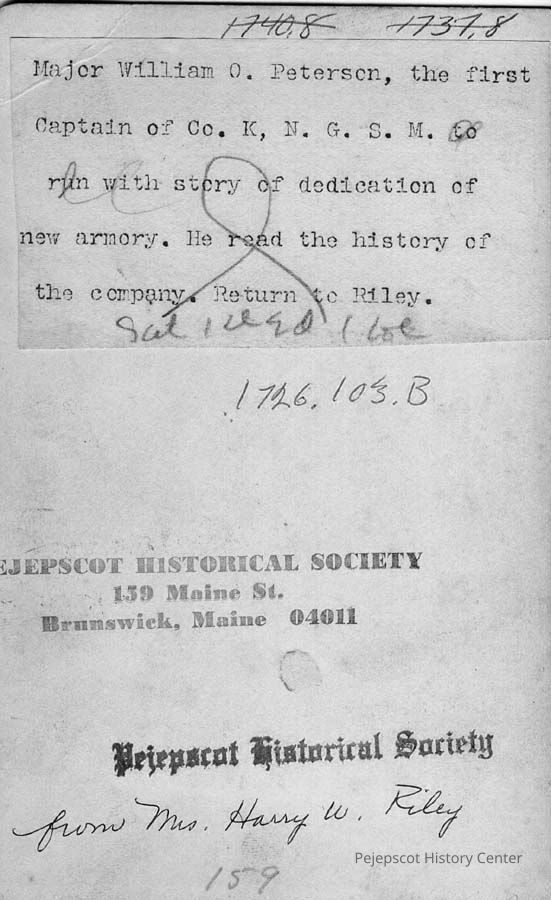 1740.8 1737.8
Major William O. Peterson, the first
Captain of Co. K, N. G. S. M. to
run with story of dedication of
new armory. He read the history of
the company. Return to Riley.
1726.103.B
EJEPSCOT HISTORICAL SOCIETY
159 Maine St.
Brunswick, Maine 04011
Pejepscot Historical Society
from Mrs. Harry W. Riley
Pejepscot History Center
159